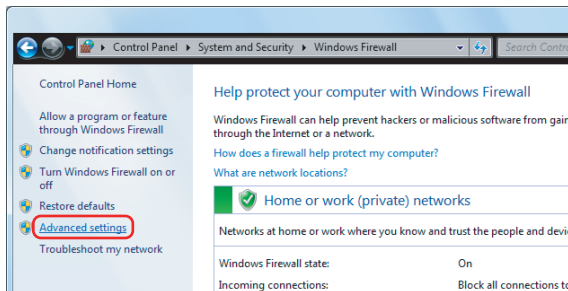 Control Panel System and Security Windows Firewall
Search Contr
Control Panel Home
Allow a program or feature
through Windows Firewall
Change notification settings
Turn Windows Firewall on or
off
Restore defaults
Advanced settings
Troubleshoot my network
Help protect your computer with Windows Firewall
Windows Firewall can help prevent hackers or malicious software from gain
through the Internet or a network.
How does a firewall help protect my computer?
What are network locations?
Home or work (private) networks
Networks at home or work where you know and trust the people and devi
Windows Firewall state: On
Incoming connections: Block all connections to